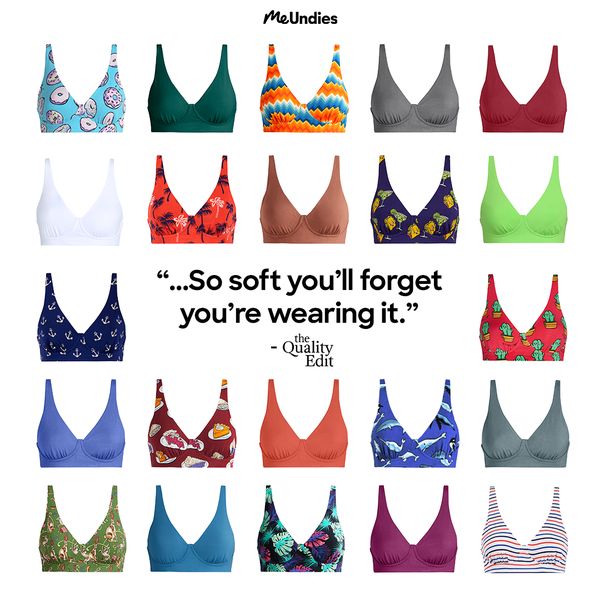 MeUndies
“...So soft you’ll forget
you’re wearing it.”
- the
Quality
Edit